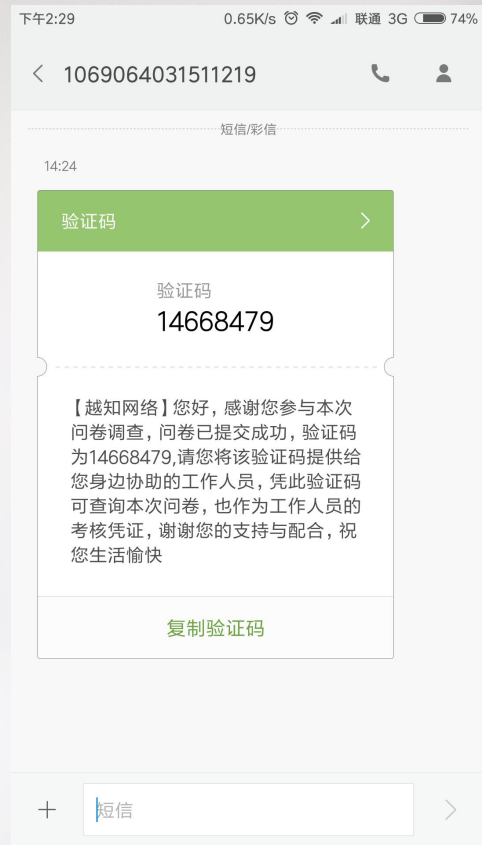 下午2:29 0.65K/s 联通 3G 74%
1069064031511219
短信/彩信
14:24
验证码
验证码
14668479
【越知网络】您好，感谢您参与本次
问卷调查，问卷已提交成功，验证码
为14668479,请您将该验证码提供给
您身边协助的工作人员，凭此验证码
可查询本次问卷，也作为工作人员的
考核凭证，谢谢您的支持与配合，祝
您生活愉快
复制验证码
短信